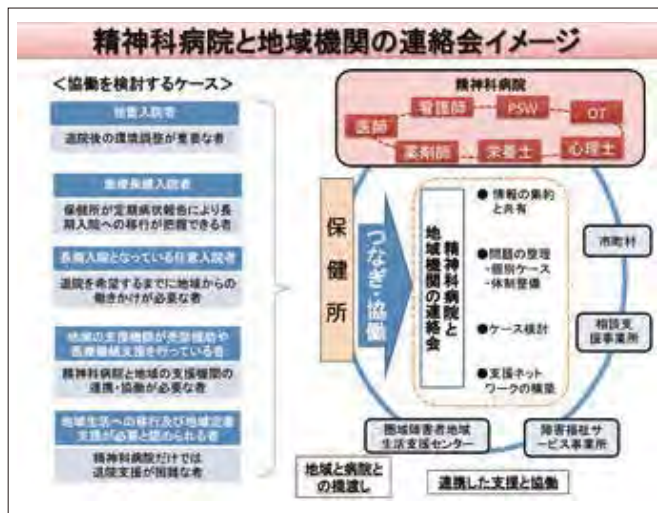 精神科病院と地域機関の連絡会イメージ
＜協働を検討するケース＞
措置入院者
退院後の環境調整が重要な者
医療長期入院者
保健所が定期病状報告により長
期入院への移行が把握できる者
長期入院となっている任意入院者
退院を希望するまでに地域からの
働きかけが必要な者
地域の支援機関が受診援助や
医療継続支援を行っている者
精神科病院と地域の支援機関の
連携・協働が必要な者
地域生活への移行及び地域定着
支援が必要と認められる者
精神科病院だけでは
退院支援が困難な者
精神科病院
医師
看護師
PSW
OT
薬剤師
栄養士
心理士
保健所
つなぎ・協働
精神科病院と
地域機関の連絡会
● 情報の集約
と共有
●問題の整理
・個別ケース
・体制整備
●ケース検討
●支援ネット
ワークの構築
市町村
相談支
援事業所
圏域障害者地域
生活支援センター
障害福祉サ
ービス事業所
地域と病院と
の橋渡し
連携した支援と協働